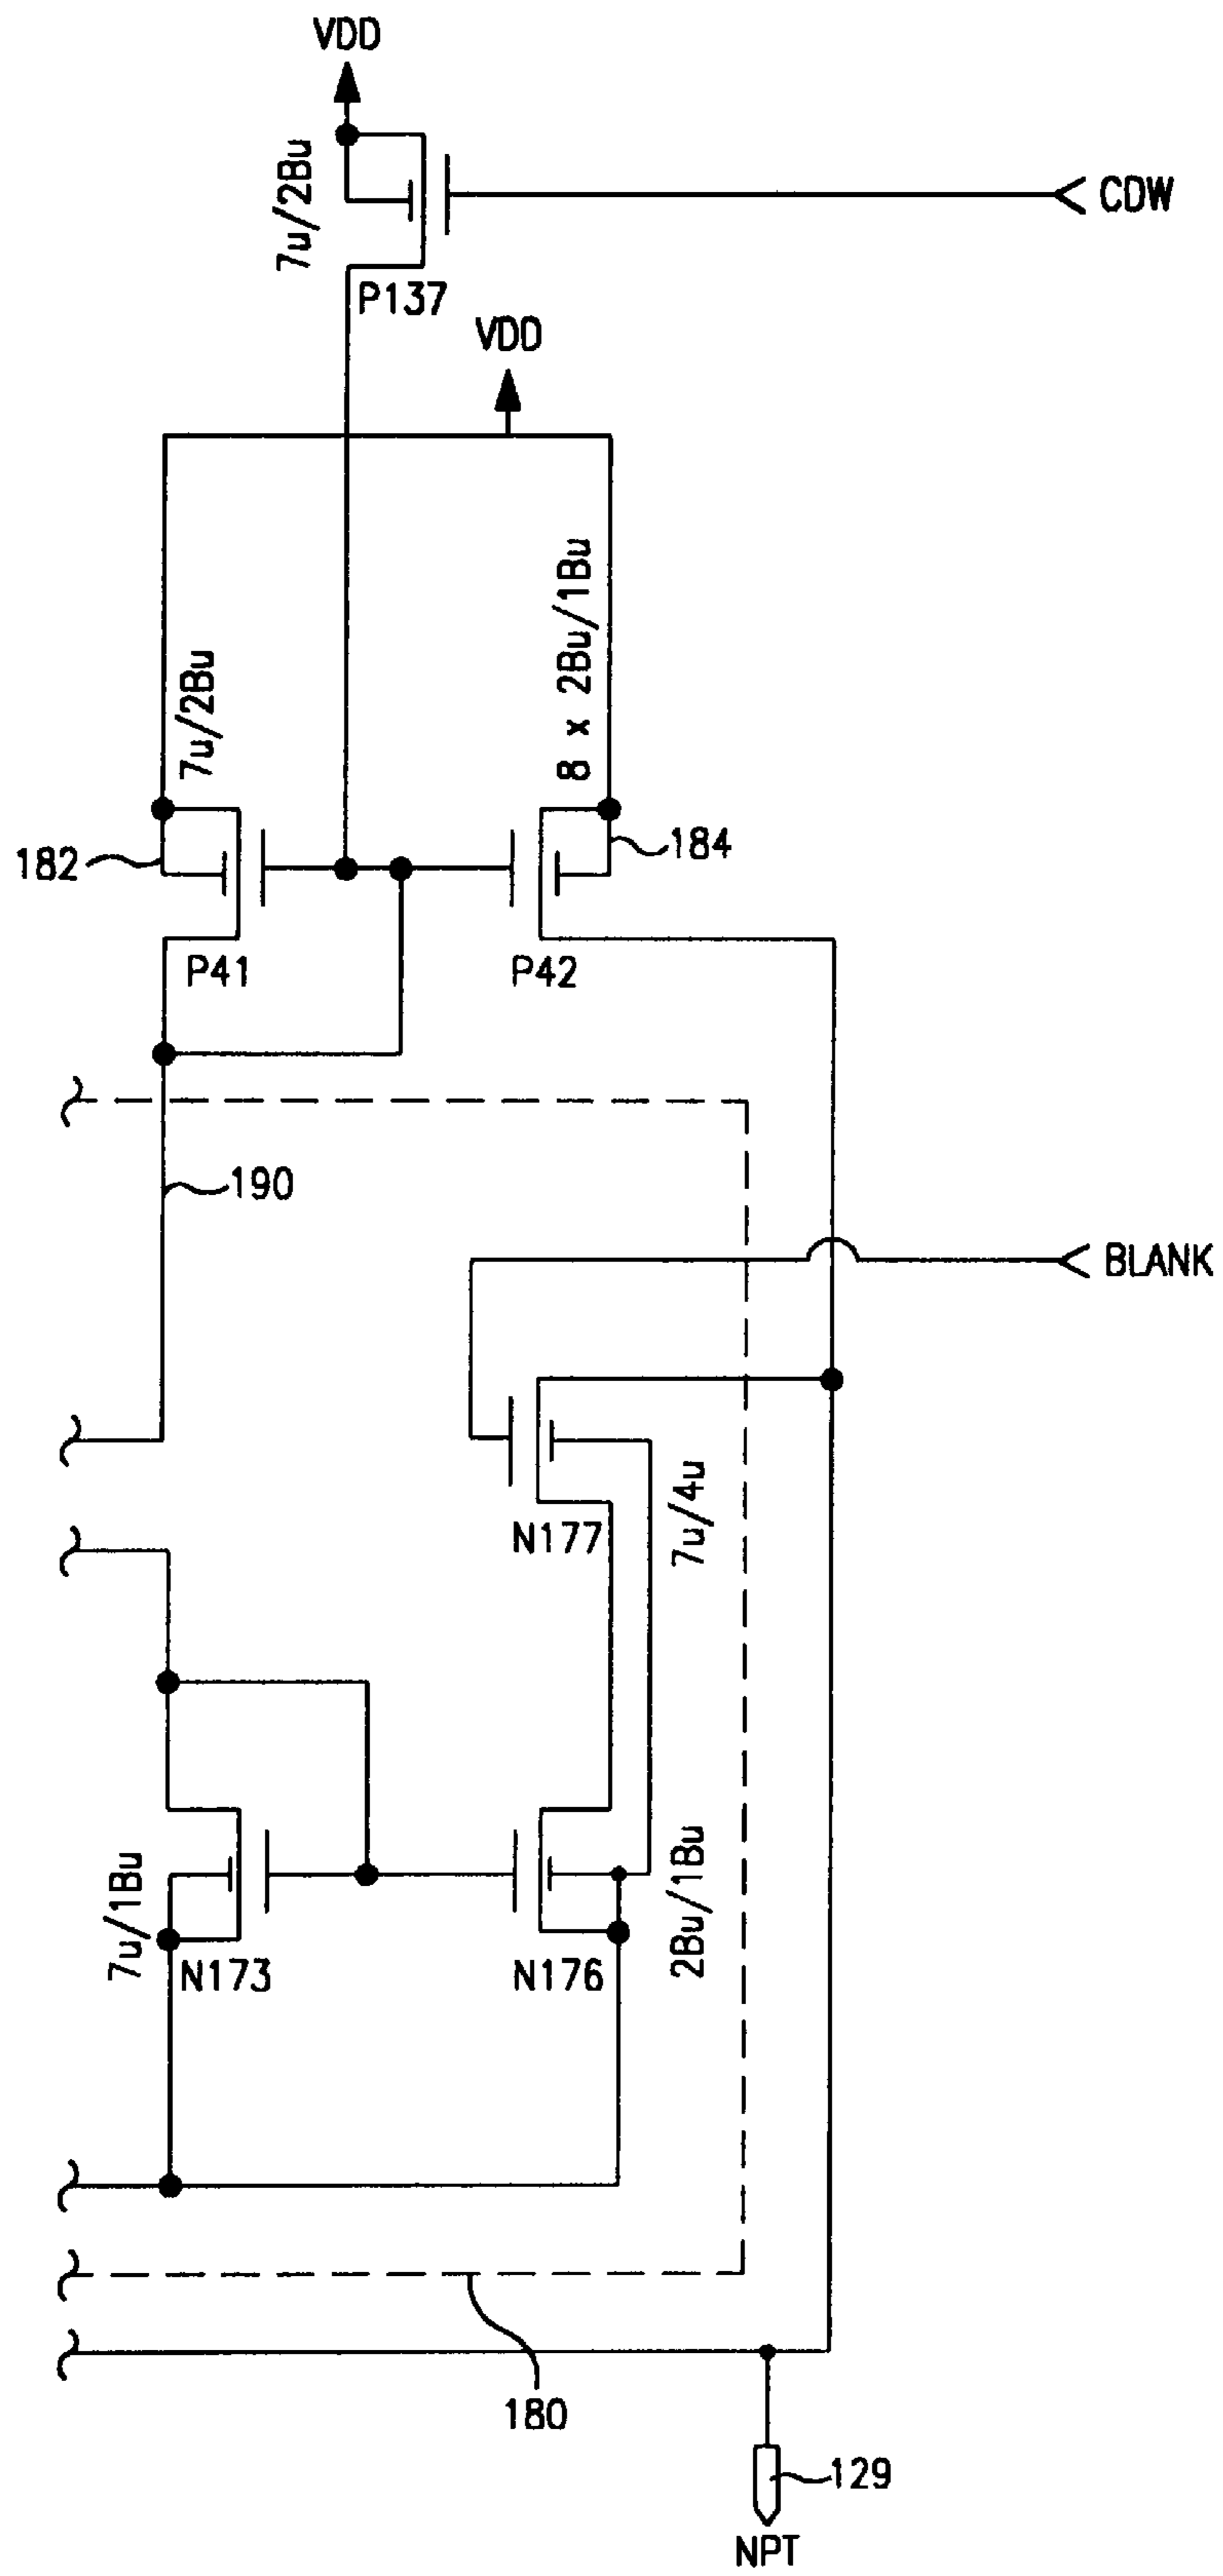 VDD
7u/2Bu
CDW
P137
VDD
7u/2Bu
8 x 2Bu/1Bu
182
184
P41
P42
190
BLANK
7u/4u
N177
7u/1Bu
2Bu/1Bu
N173
N176
180
129
NPT